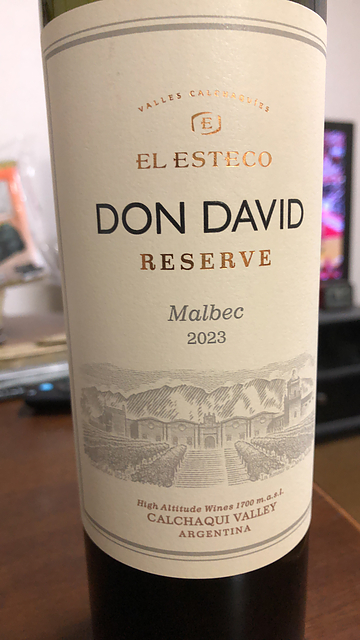 VALLES CALCHAQUÍES
E
EL ESTECO
DON DAVID
RESERVE
Malbec
2023
High Altitude Wines 1700 m.a.s.l.
CALCHAQUI VALLEY
ARGENTINA